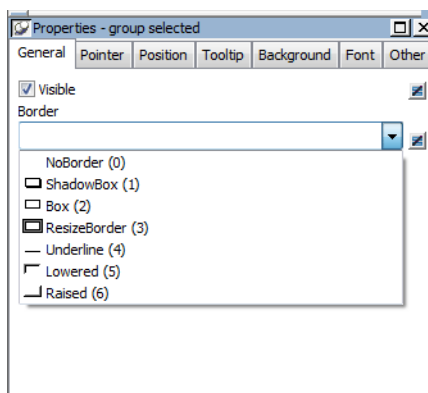 Properties - group selected
General Pointer Position Tooltip Background Font Other
Visible
Border
NoBorder (0)
ShadowBox (1)
Box (2)
ResizeBorder (3)
Underline (4)
Lowered (5)
Raised (6)